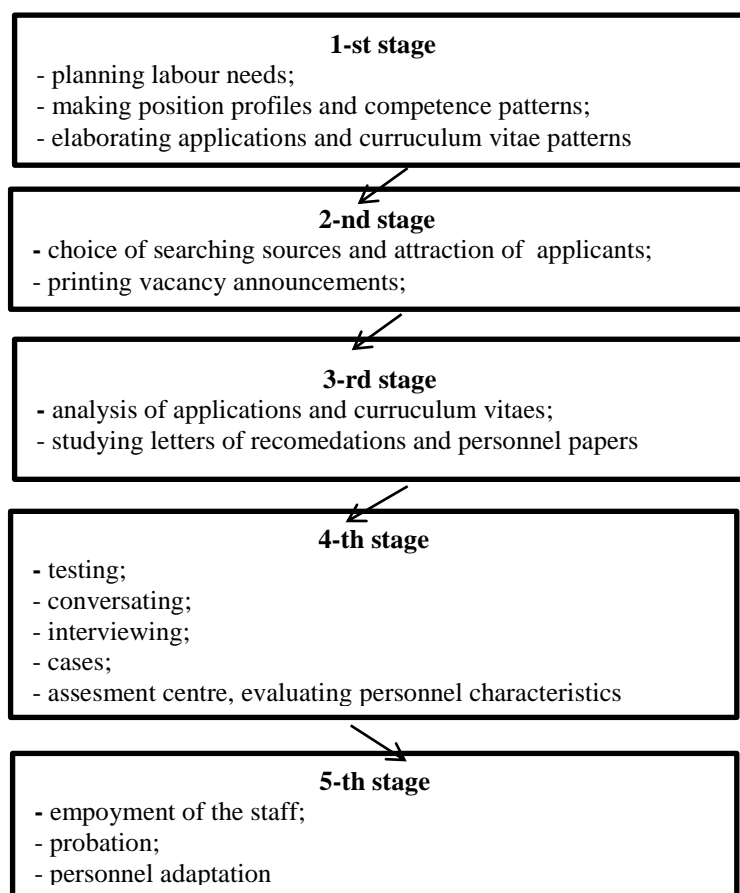 1-st stage
- planning labour needs;
- making position profiles and competence patterns;
- elaborating applications and curruculum vitae patterns
2-nd stage
- choice of searching sources and attraction of applicants;
- printing vacancy announcements;
3-rd stage
- analysis of applications and curruculum vitaes;
- studying letters of recomedations and personnel papers
4-th stage
- testing;
- conversating;
- interviewing;
- cases;
- assesment centre, evaluating personnel characteristics
5-th stage
- empoyment of the staff;
- probation;
- personnel adaptation